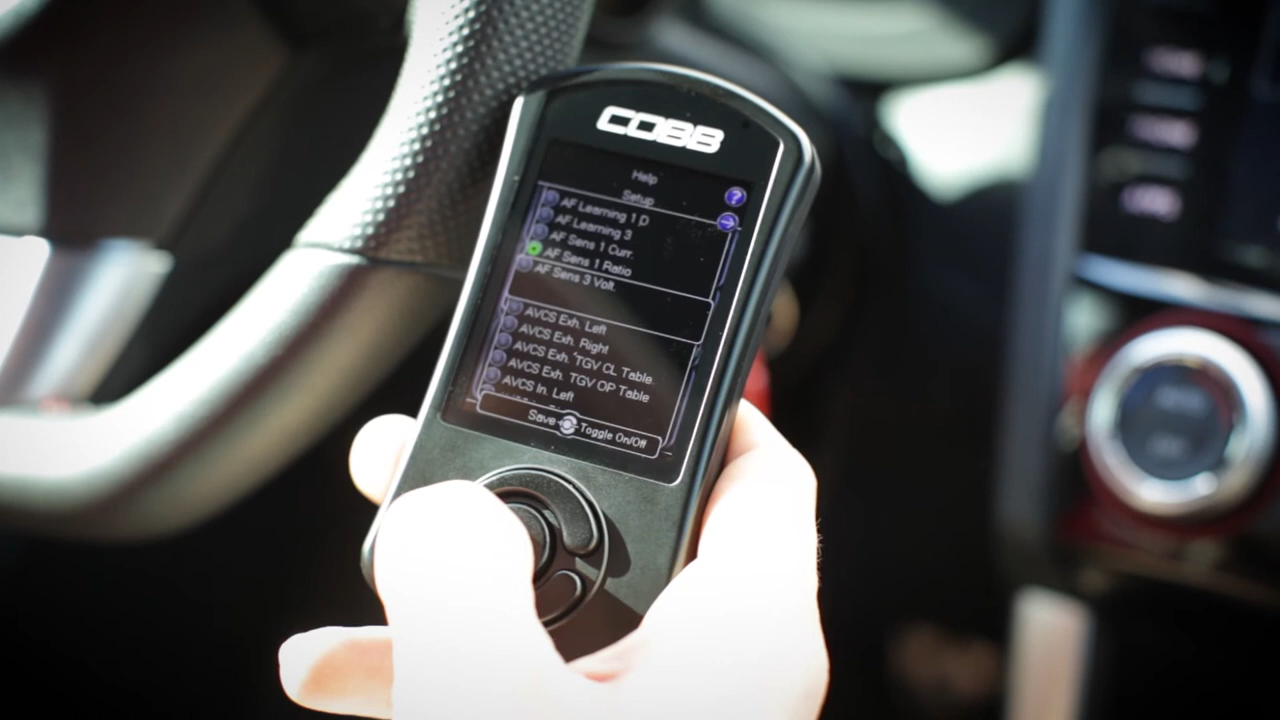 COBB
Help
Setup
?
AF Learning 1 D
AF Learning 3
AF Sens 1 Curr.
AF Sens 1 Ratio
AF Sens 3 Volt.
AVCS Exh. Left
AVCS Exh. Right
AVCS Exh. TGV CL Table.
AVCS Exh. TGV OP Table
AVCS In. Left
Save Toggle On/Off